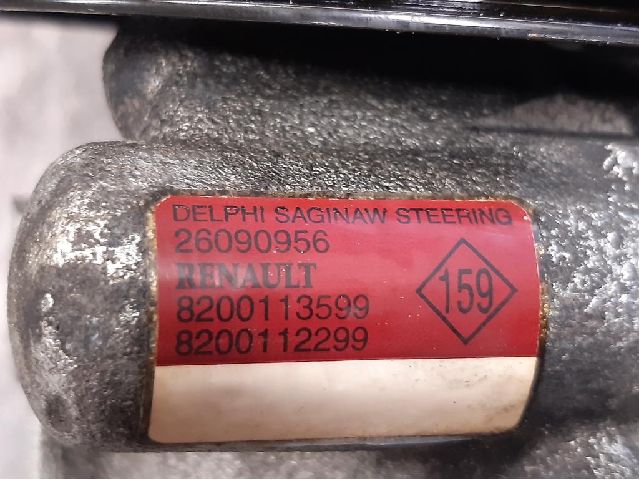 DELPHI SAGINAW STEERING
26090956
RENAULT
8200113599
8200112299
159